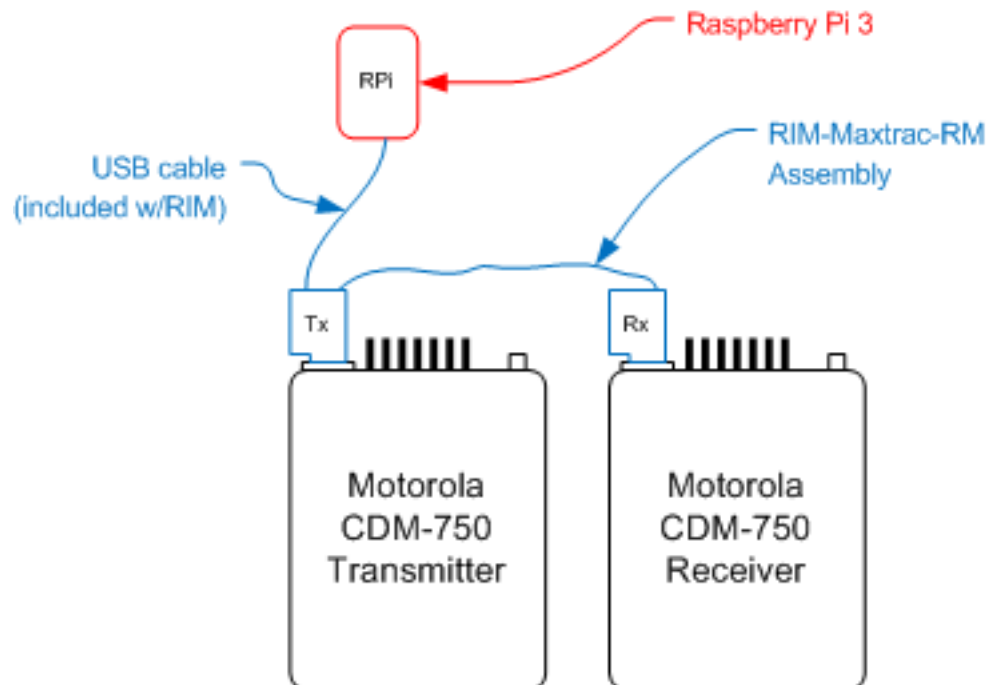 Raspberry Pi 3
RPi
RIM-Maxtrac-RM
Assembly
USB cable
(included w/RIM)
Tx
Rx
Motorola
CDM-750
Transmitter
Motorola
CDM-750
Receiver